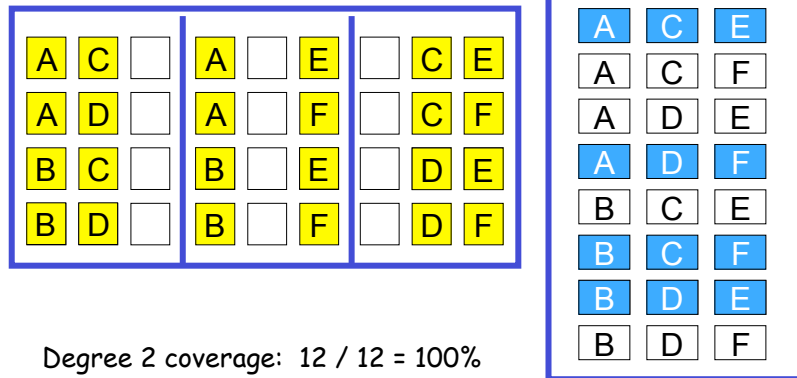 A C A E C E
A D A F C F
B C B E D E
B D B F D F
Degree 2 coverage: 12 / 12 = 100%
A C E
A C F
A D E
A D F
B C E
B C F
B D E
B D F